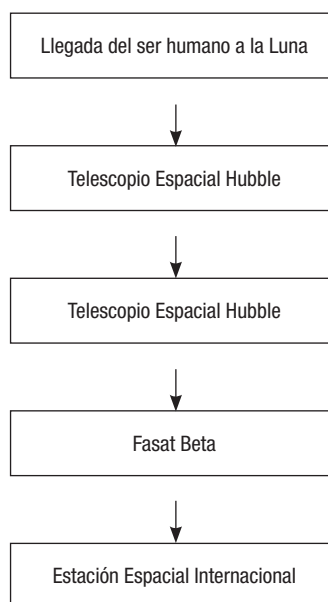 Llegada del ser humano a la Luna
Telescopio Espacial Hubble
Telescopio Espacial Hubble
Fasat Beta
Estación Espacial Internacional